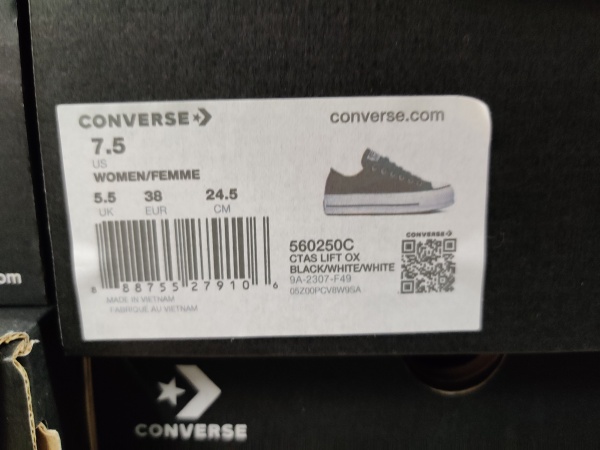 CONVERSE
converse.com
7.5
US
WOMEN/FEMME
5.5 38 24.5
UK EUR CM
8 88755 27910 6
MADE IN VIETNAM
FABRIQUÉ AU VIETNAM
560250C
CTAS LIFT OX
BLACK/WHITE/WHITE
9A-2307-F49
05Z00PCV8W9SA
CONVERSE
om
CONVERSE